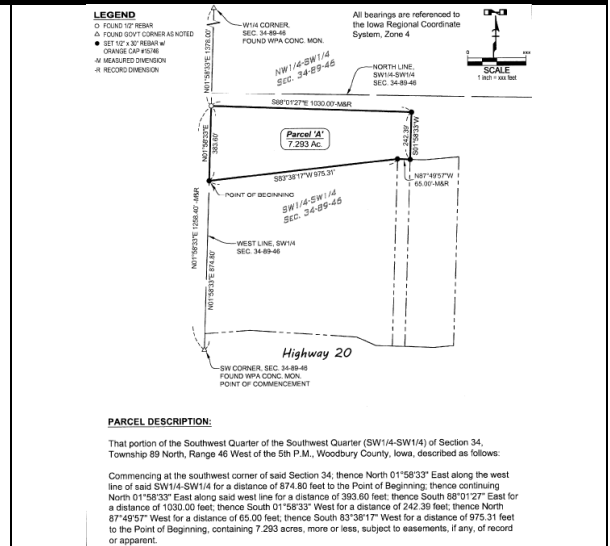 LEGEND
O FOUND 1/2" REBAR
△ FOUND GOV'T CORNER AS NOTED
● SET 1/2" x 30" REBAR w/
ORANGE CAP #15746
-M MEASURED DIMENSION
-R RECORD DIMENSION
W1/4 CORNER,
SEC. 34-89-46
FOUND WPA CONC. MON.
All bearings are referenced to
the Iowa Regional Coordinate
System, Zone 4
SCALE
1 inch = xxx feet
0 xxx
N01°58'33"E 1378.00'
NW1/4-SW1/4
SEC. 34-89-46
NORTH LINE,
SW1/4-SW1/4
SEC. 34-89-46
S88°01'27"E 1030.00'-M&R
N01°58'33"E
383.60'
Parcel 'A'
7.293 Ac.
242.39'
S01°58'33"W
S83°38'17"W 975.31'
N87°49'57"W
65.00'-M&R
POINT OF BEGINNING
SW1/4-SW1/4
SEC. 34-89-46
N01°58'33"E 1258.40'-M&R
WEST LINE, SW1/4
SEC. 34-89-46
N01°58'33"E 874.80'
Highway 20
SW CORNER, SEC. 34-89-46
FOUND WPA CONC. MON.
POINT OF COMMENCEMENT
PARCEL DESCRIPTION:
That portion of the Southwest Quarter of the Southwest Quarter (SW1/4-SW1/4) of Section 34,
Township 89 North, Range 46 West of the 5th P.M., Woodbury County, Iowa, described as follows:
Commencing at the southwest corner of said Section 34; thence North 01°58'33" East along the west
line of said SW1/4-SW1/4 for a distance of 874.80 feet to the Point of Beginning; thence continuing
North 01°58'33" East along said west line for a distance of 393.60 feet; thence South 88°01'27" East for
a distance of 1030.00 feet; thence South 01°58'33" West for a distance of 242.39 feet; thence North
87°49'57" West for a distance of 65.00 feet; thence South 83°38'17" West for a distance of 975.31 feet
to the Point of Beginning, containing 7.293 acres, more or less, subject to easements, if any, of record
or apparent.